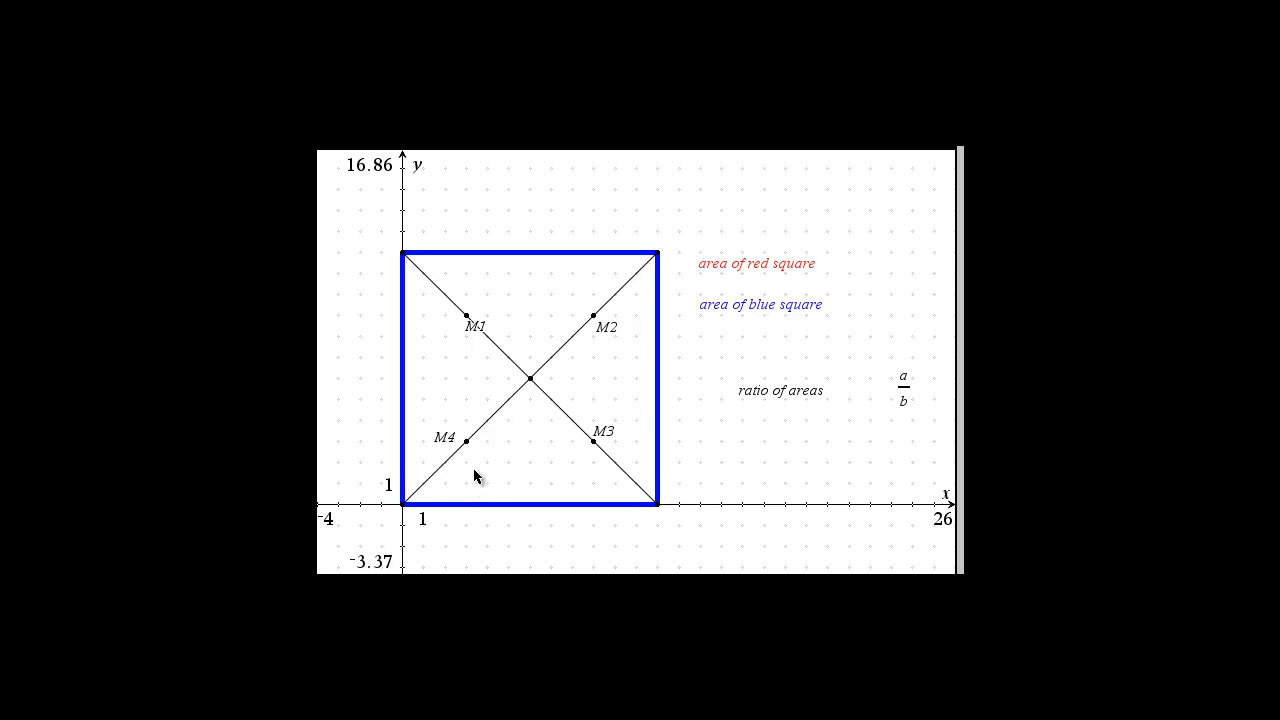 16.86
y
area of red square
area of blue square
M1
M2
ratio of areas
a
b
M4
M3
1
x
-4
1
26
-3.37